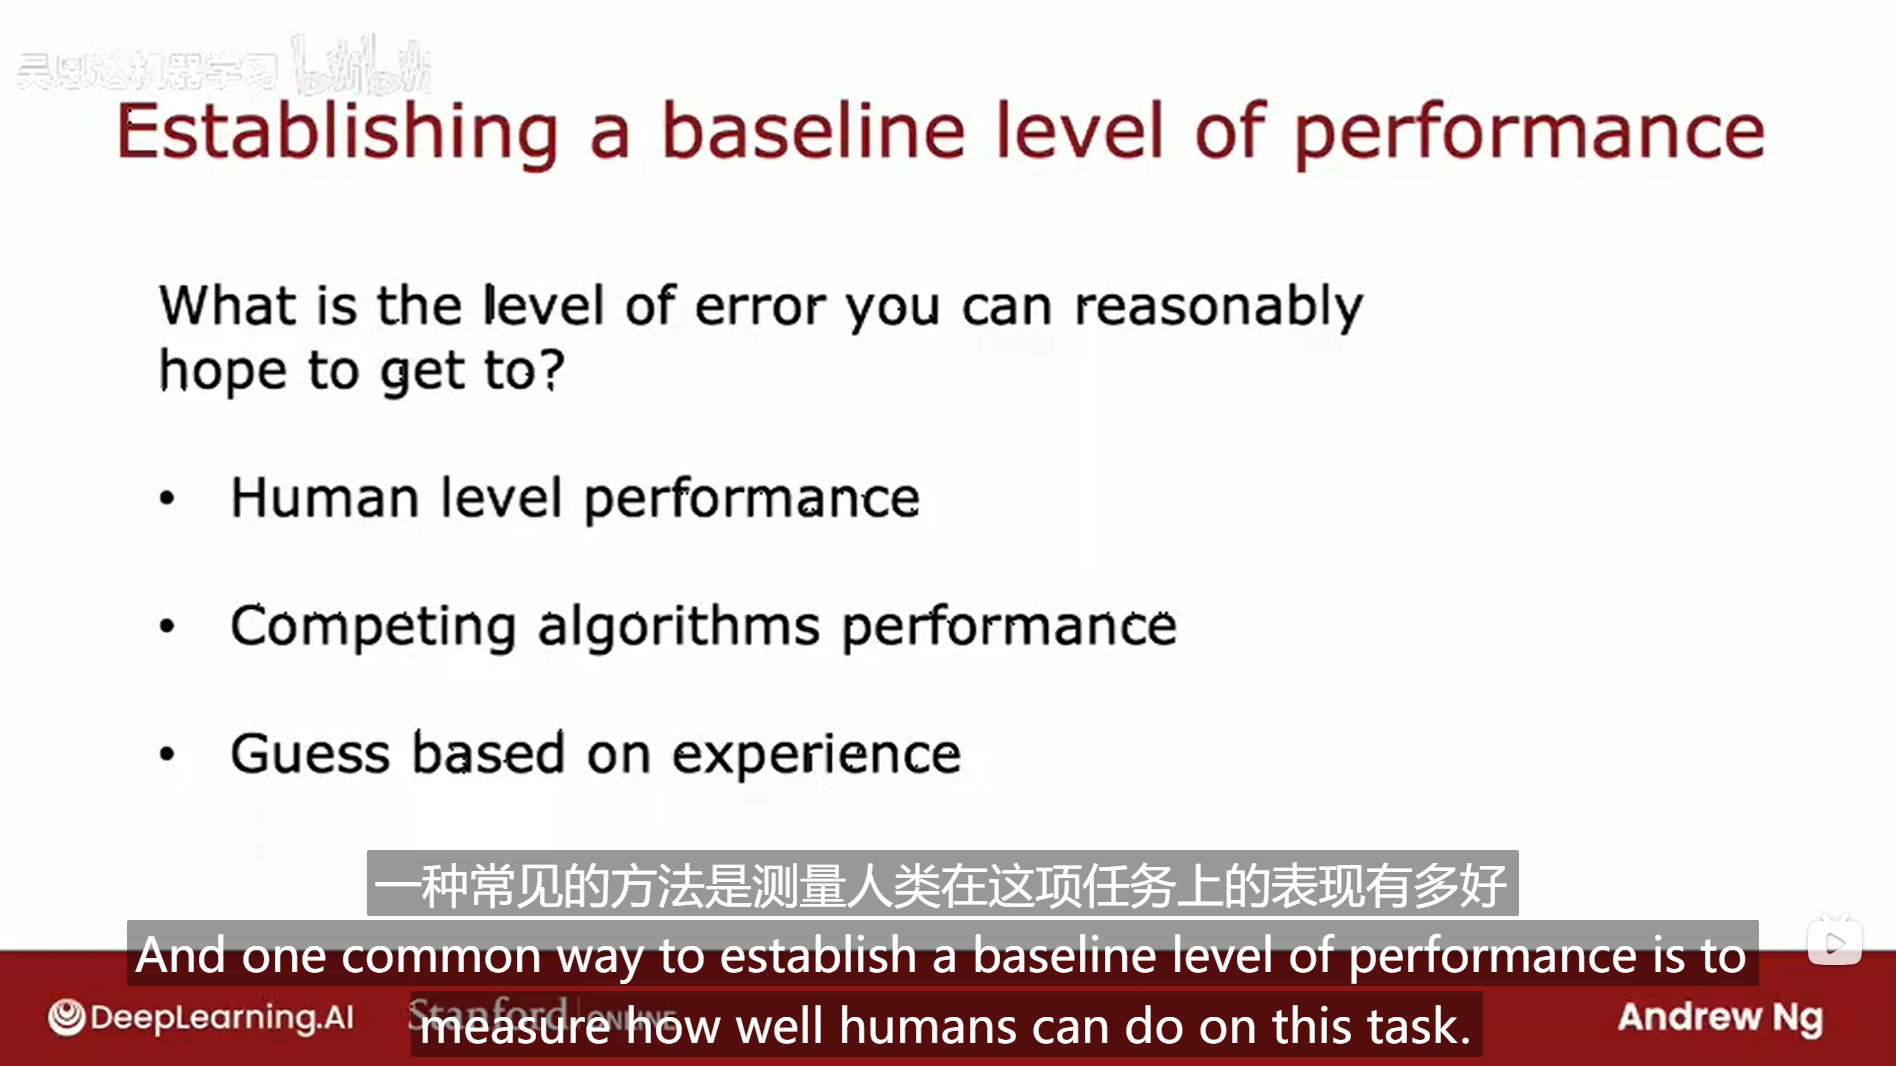 吴恩达机器学习 bilibili
Establishing a baseline level of performance
What is the level of error you can reasonably
hope to get to?
• Human level performance
• Competing algorithms performance
• Guess based on experience
一种常见的方法是测量人类在这项任务上的表现有多好
And one common way to establish a baseline level of performance is to
measure how well humans can do on this task.
DeepLearning.AI
Stanford ONLINE
Andrew Ng